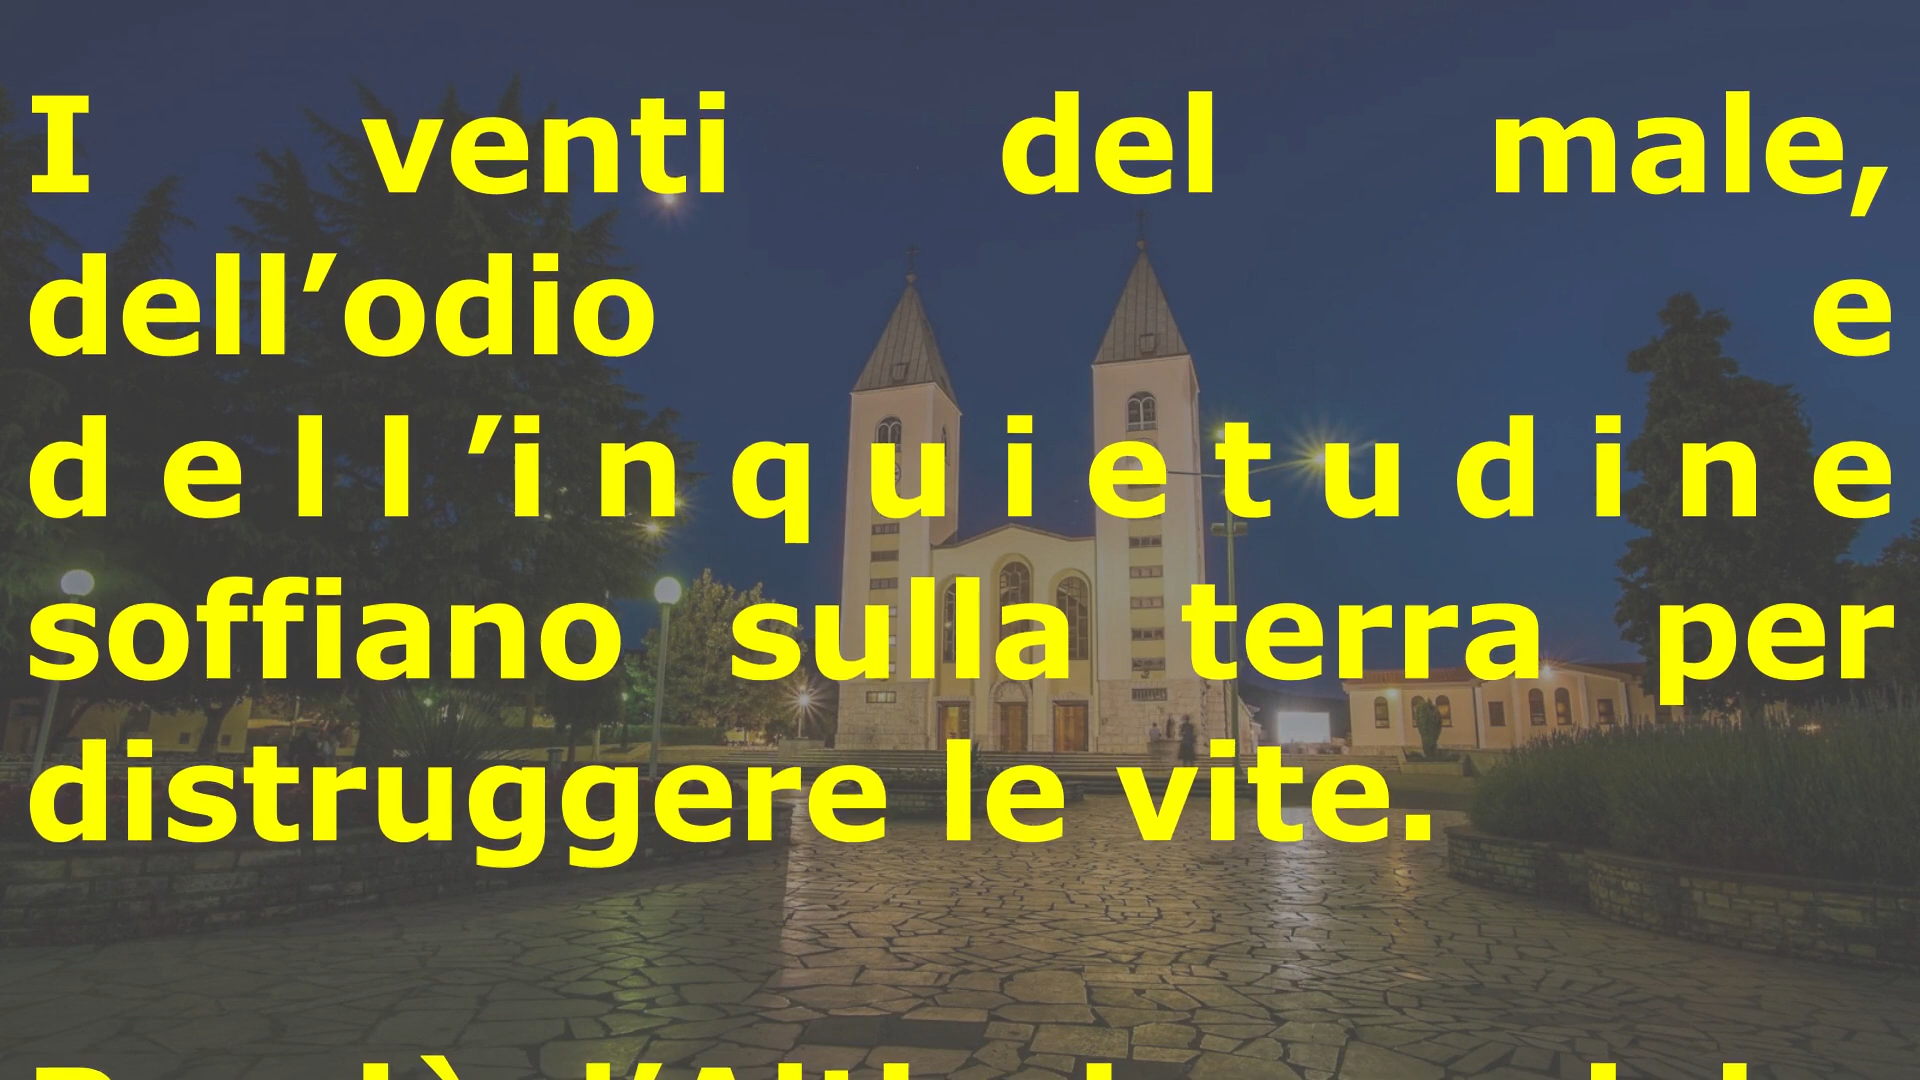 I venti del male,
dell’odio e
dell’inquietudine
soffiano sulla terra per
distruggere le vite.